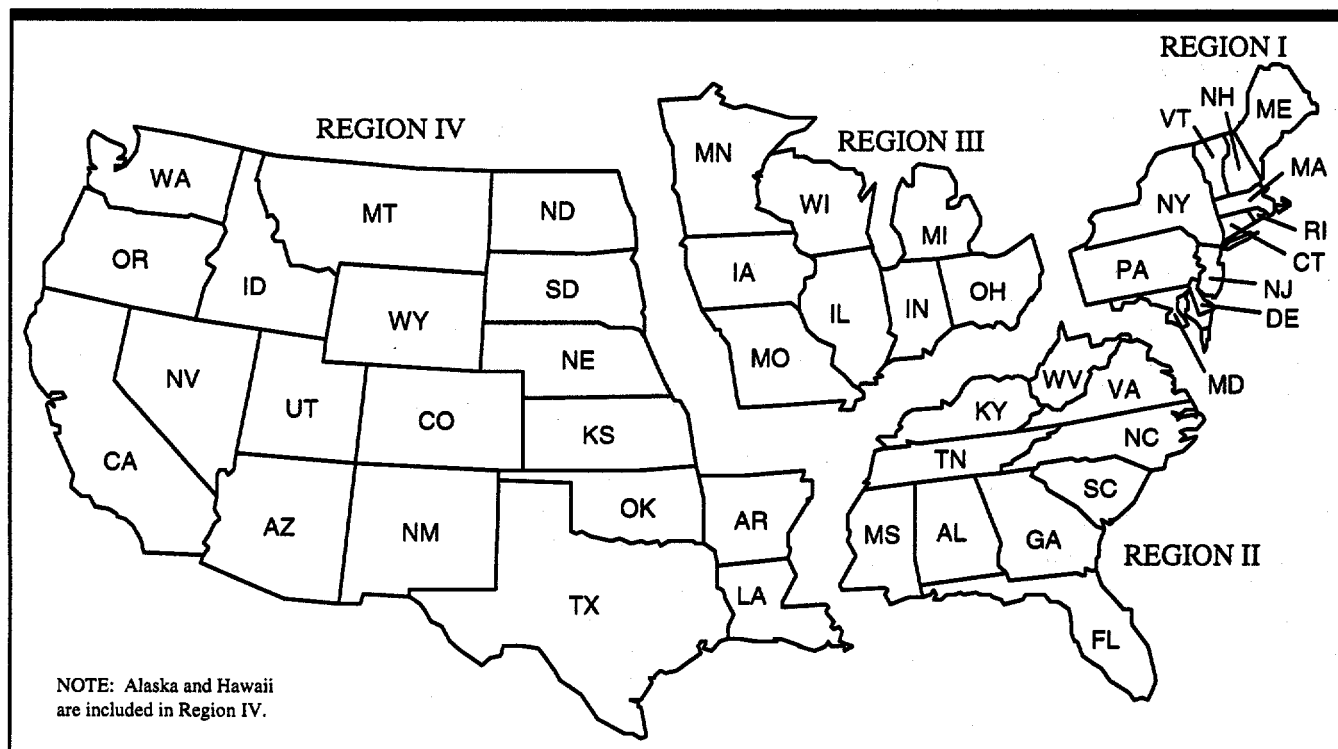 REGION I
REGION IV
REGION III
VT
NH
ME
MN
WA
MT
ND
WI
MI
NY
MA
RI
CT
OR
ID
SD
IA
PA
NJ
DE
WY
IL
IN
OH
NE
MO
WV
MD
NV
UT
CO
KS
KY
VA
CA
TN
NC
AZ
NM
OK
AR
MS
AL
GA
SC
REGION II
TX
LA
FL
NOTE: Alaska and Hawaii
are included in Region IV.